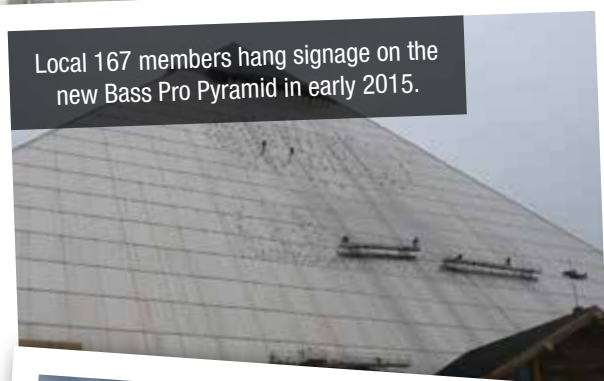 Local 167 members hang signage on the
new Bass Pro Pyramid in early 2015.